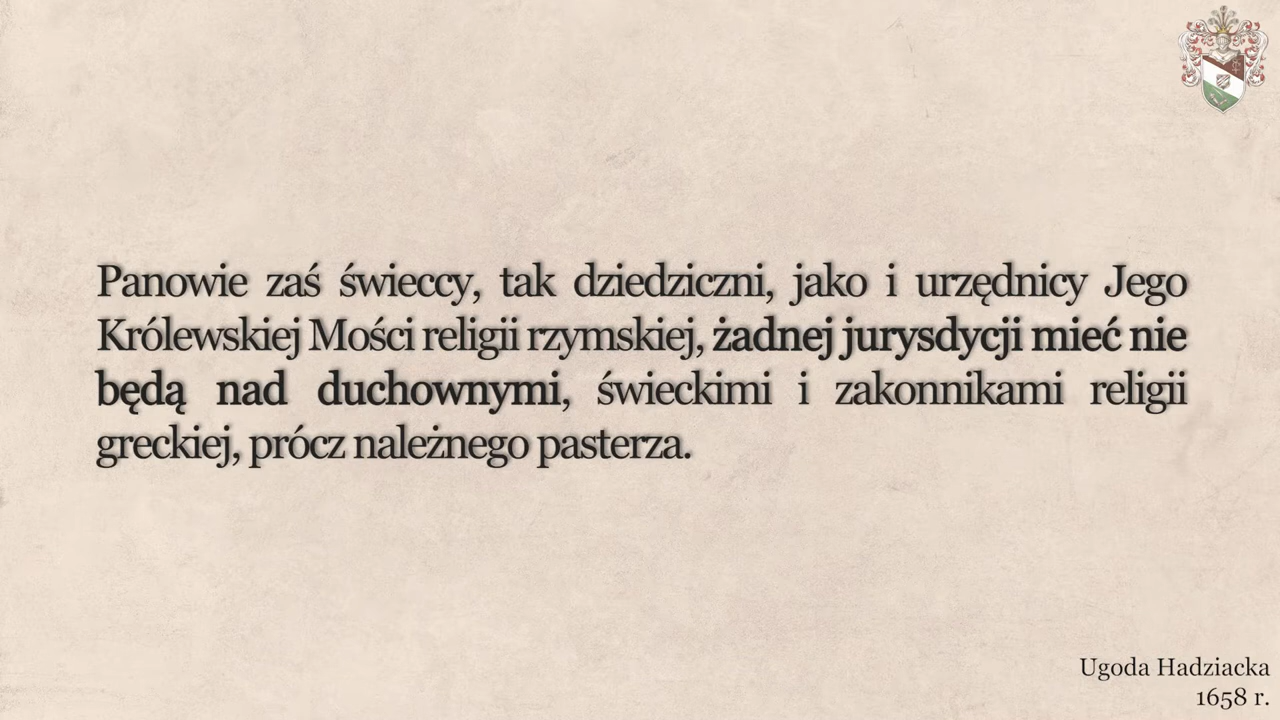 Panowie zaś świeccy, tak dziedziczni, jako i urzędnicy Jego
Królewskiej Mości religii rzymskiej, żadnej jurysdycji mieć nie
będą nad duchownymi, świeckimi i zakonnikami religii
greckiej, prócz należnego pasterza.
Ugoda Hadziacka
1658 r.